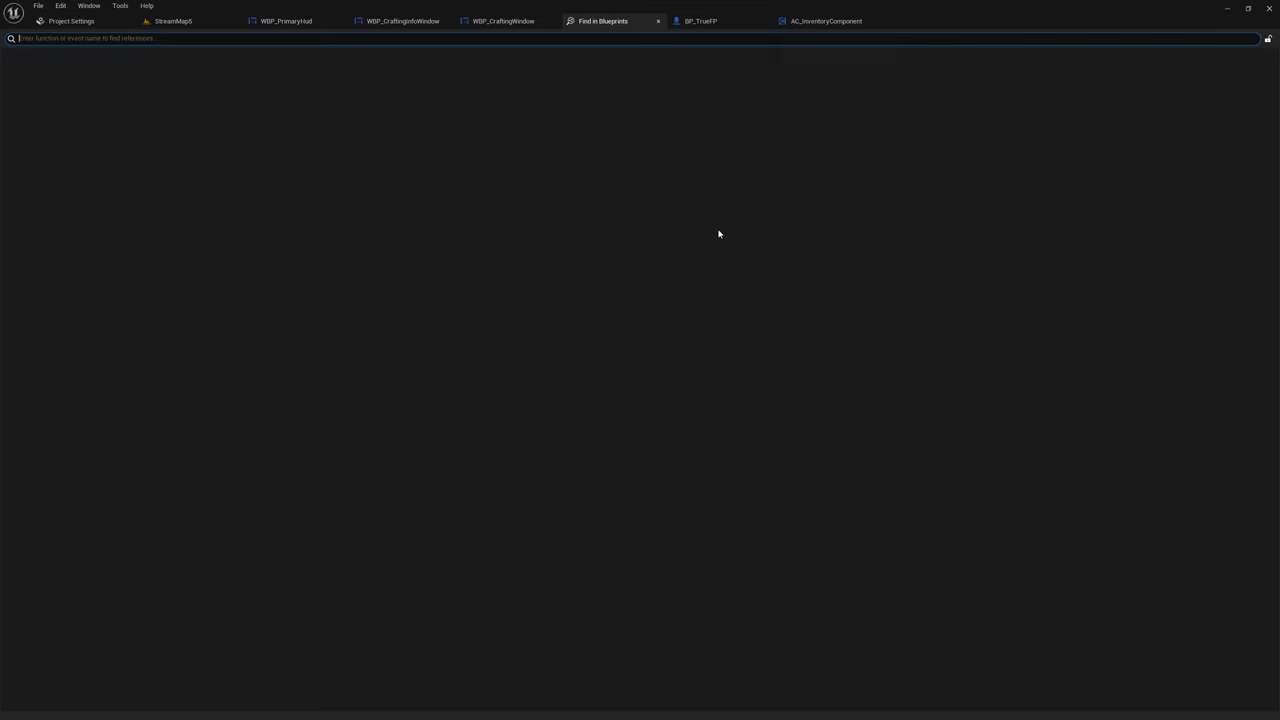 File Edit Window Tools Help
Project Settings StreamMap5 WBP_PrimaryHud WBP_CraftingInfoWindow WBP_CraftingWindow Find in Blueprints BP_TrueFP AC_InventoryComponent
Enter function or event name to find references...